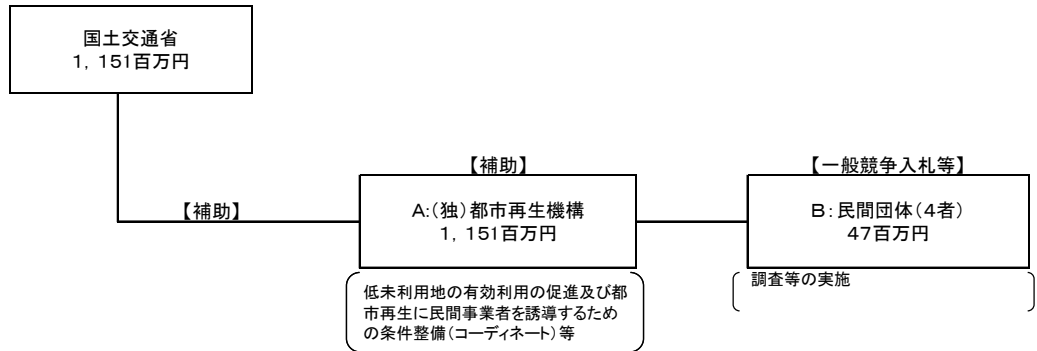 国土交通省
1,151百万円
【補助】
【補助】
A:(独)都市再生機構
1,151百万円
低未利用地の有効利用の促進及び都
市再生に民間事業者を誘導するため
の条件整備(コーディネート)等
【一般競争入札等】
B:民間団体(4者)
47百万円
調査等の実施